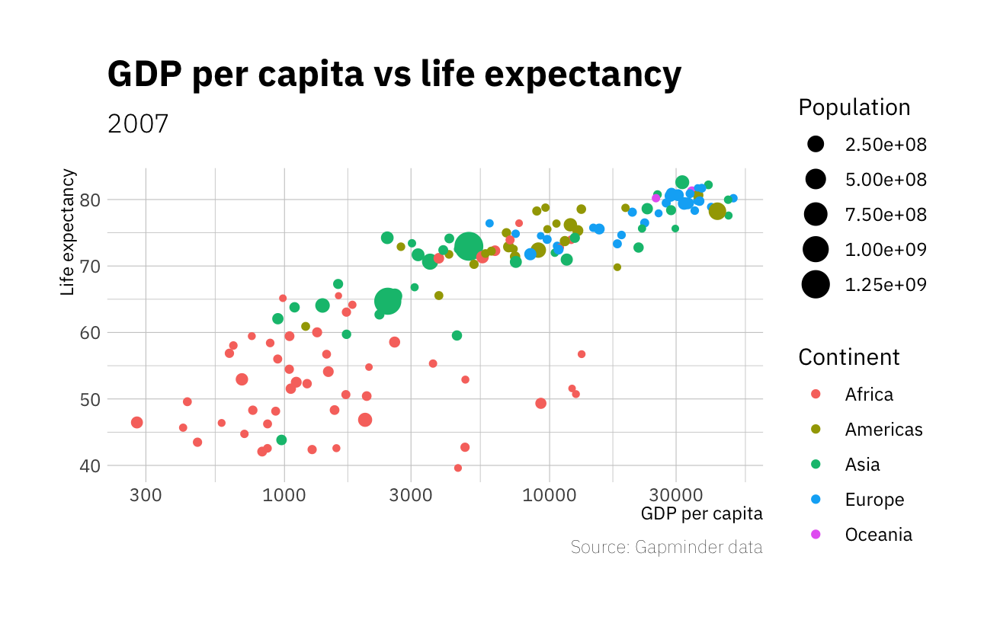 GDP per capita vs life expectancy
2007
Life expectancy
80
70
60
50
40
300 1000 3000 10000 30000
GDP per capita
Source: Gapminder data
Population
2.50e+08
5.00e+08
7.50e+08
1.00e+09
1.25e+09
Continent
Africa
Americas
Asia
Europe
Oceania